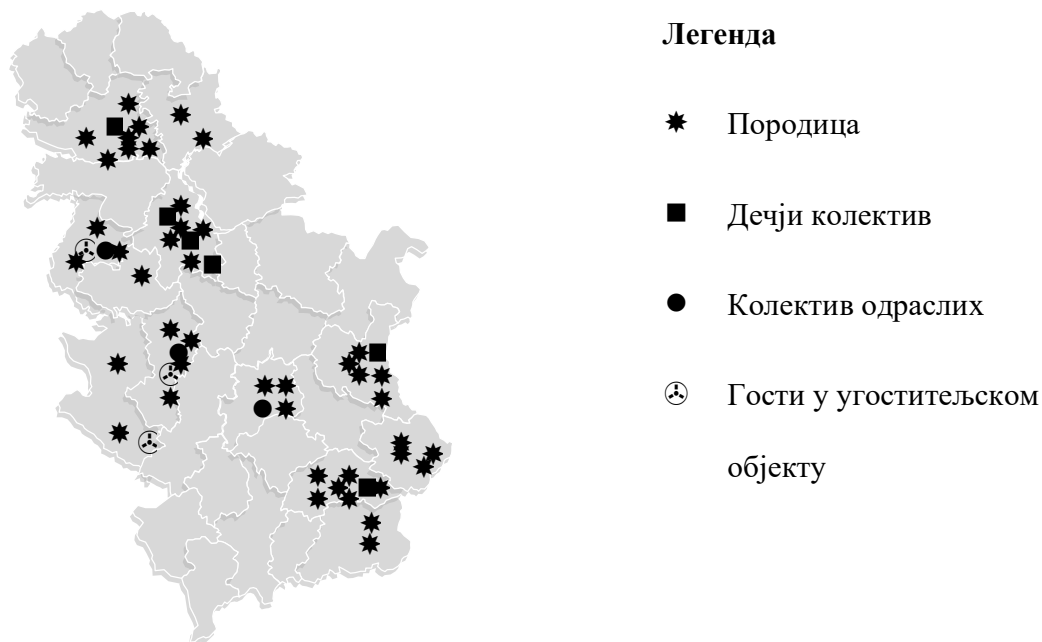 Легенда
Породица
Дечји колектив
Колектив одраслих
Гости у угоститељском
објекту